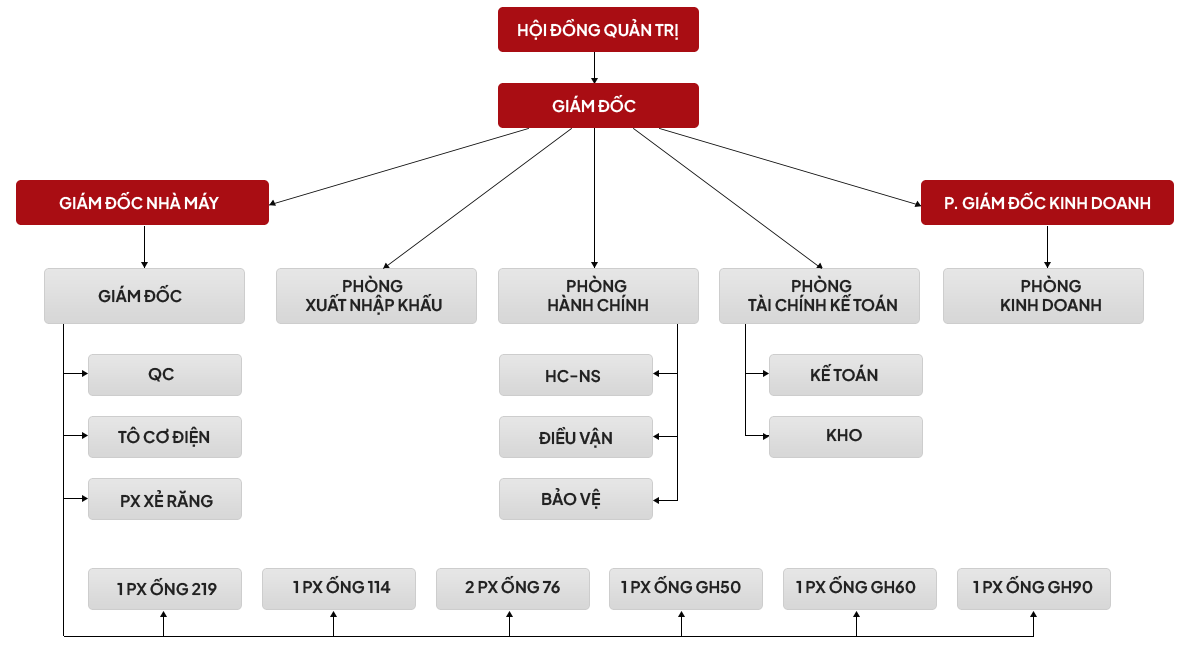 HỘI ĐỒNG QUẢN TRỊ
GIÁM ĐỐC
GIÁM ĐỐC NHÀ MÁY
P. GIÁM ĐỐC KINH DOANH
GIÁM ĐỐC
PHÒNG
XUẤT NHẬP KHẨU
PHÒNG
HÀNH CHÍNH
PHÒNG
TÀI CHÍNH KẾ TOÁN
PHÒNG
KINH DOANH
QC
HC-NS
KẾ TOÁN
TÔ CƠ ĐIỆN
ĐIỀU VẬN
KHO
PX XẺ RĂNG
BẢO VỆ
1 PX ỐNG 219
1 PX ỐNG 114
2 PX ỐNG 76
1 PX ỐNG GH50
1 PX ỐNG GH60
1 PX ỐNG GH90